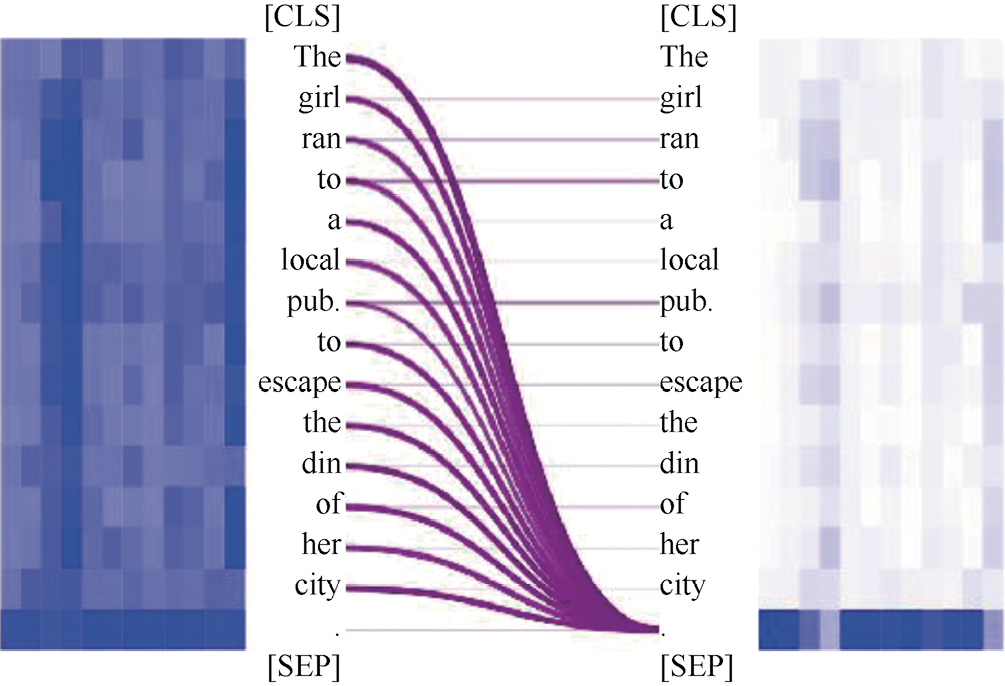 [CLS] [CLS]
The The
girl girl
ran ran
to to
a a
local local
pub. pub.
to to
escape escape
the the
din din
of of
her her
city city
. .
[SEP] [SEP]